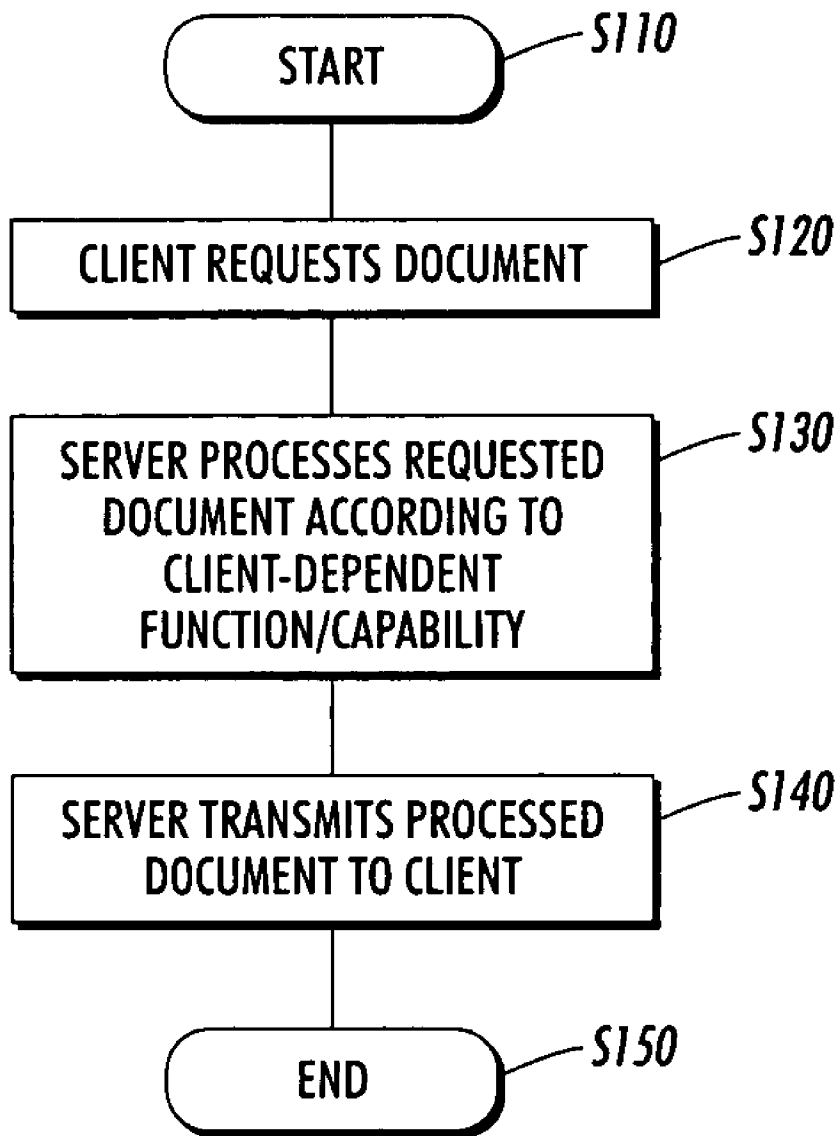 START
S110
CLIENT REQUESTS DOCUMENT
S120
SERVER PROCESSES REQUESTED
DOCUMENT ACCORDING TO
CLIENT-DEPENDENT
FUNCTION/CAPABILITY
S130
SERVER TRANSMITS PROCESSED
DOCUMENT TO CLIENT
S140
END
S150